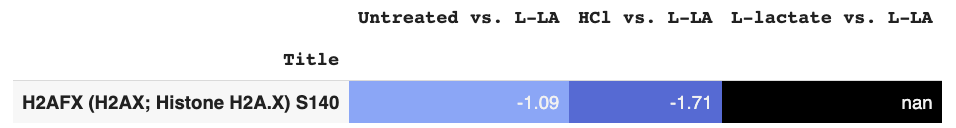 Untreated vs. L-LA HCl vs. L-LA L-lactate vs. L-LA
Title
H2AFX (H2AX; Histone H2A.X) S140 -1.09 -1.71 nan